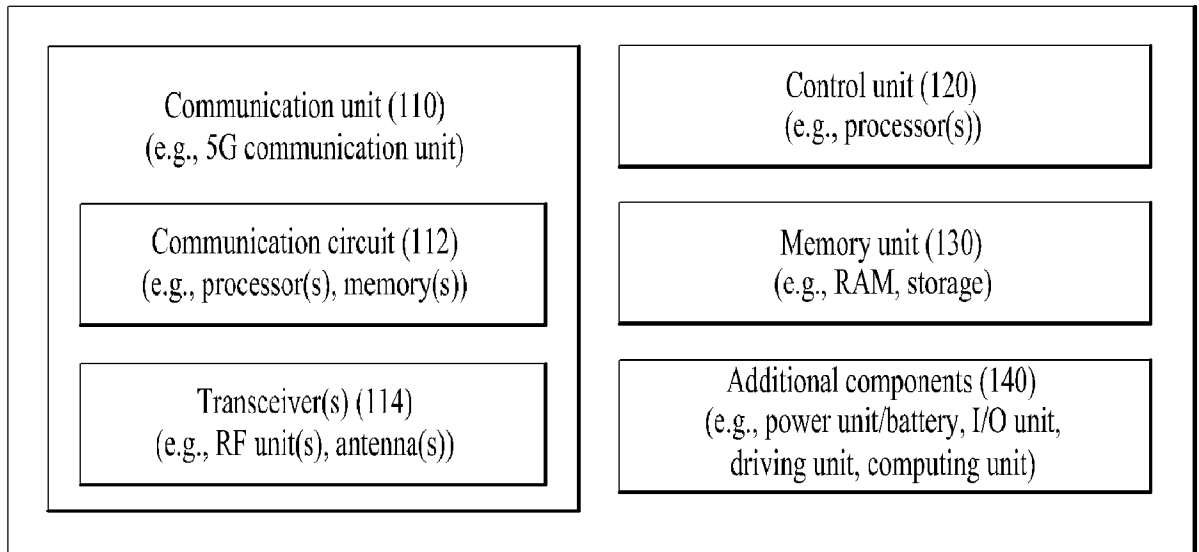 Communication unit (110)
(e.g., 5G communication unit)
Communication circuit (112)
(e.g., processor(s), memory(s))
Transceiver(s) (114)
(e.g., RF unit(s), antenna(s))
Control unit (120)
(e.g., processor(s))
Memory unit (130)
(e.g., RAM, storage)
Additional components (140)
(e.g., power unit/battery, I/O unit,
driving unit, computing unit)